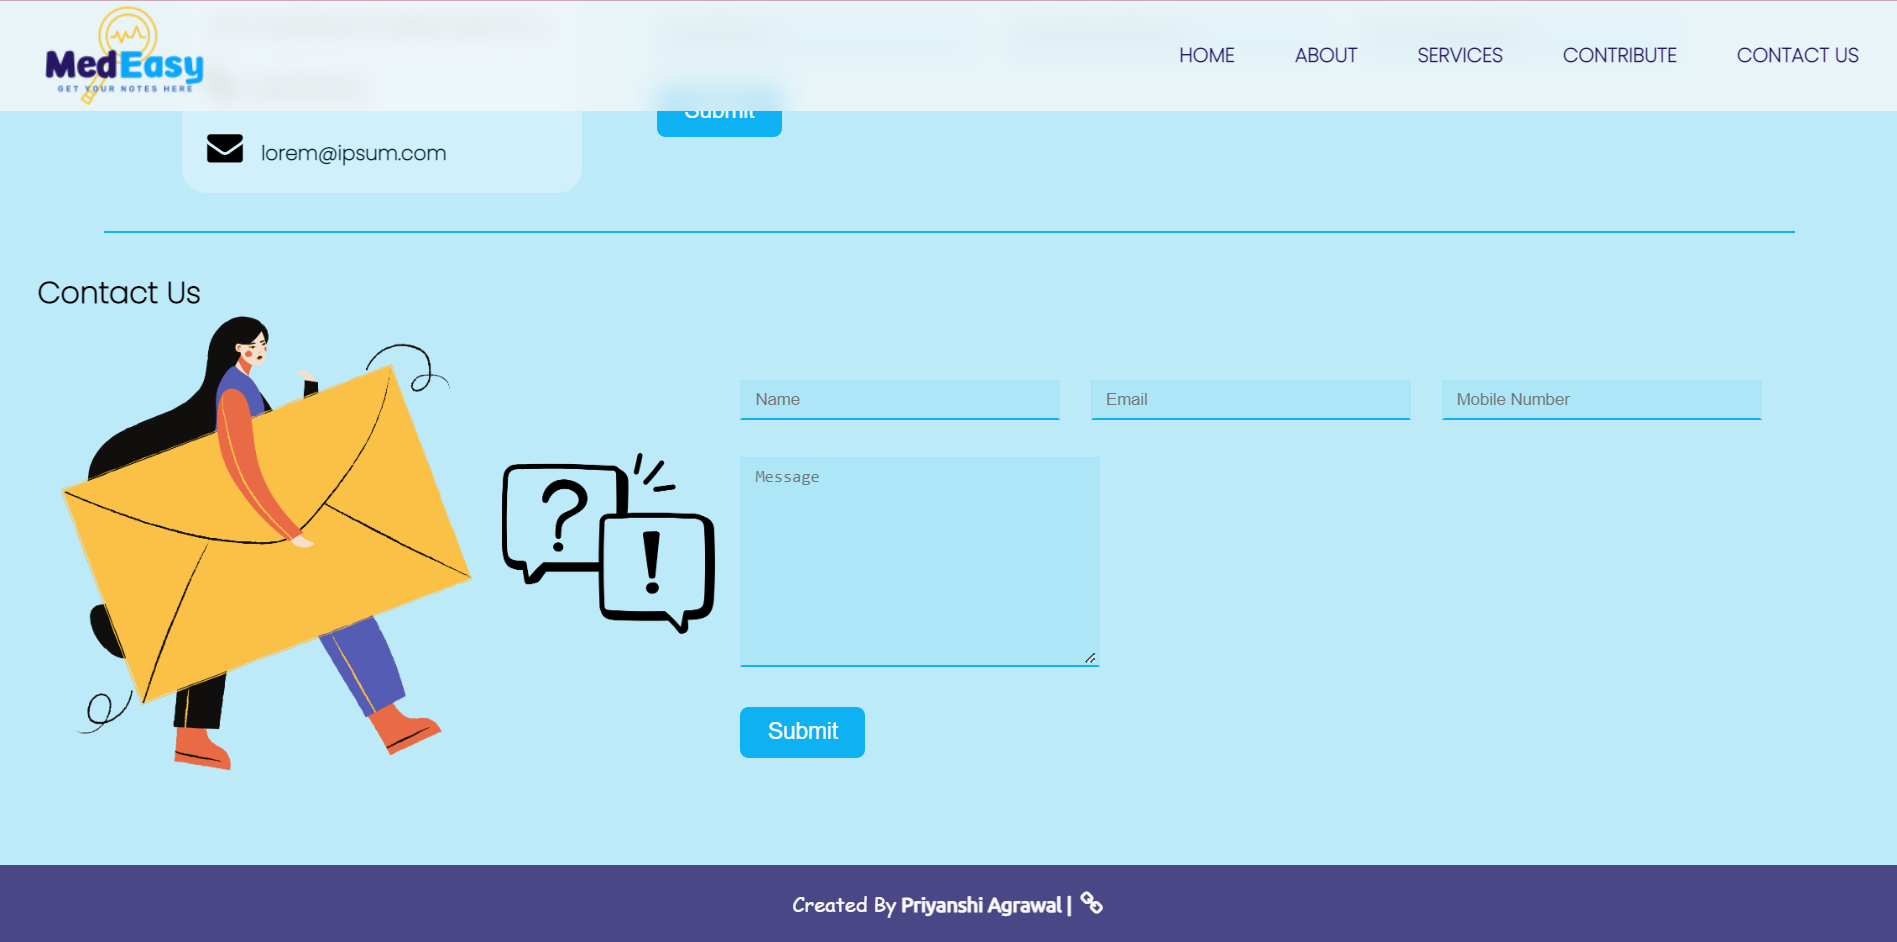 MedEasy
GET YOUR NOTES HERE
HOME ABOUT SERVICES CONTRIBUTE CONTACT US
Submit
lorem@ipsum.com
Contact Us
Name Email Mobile Number
Message
? !
Submit
Created By Priyanshi Agrawal |